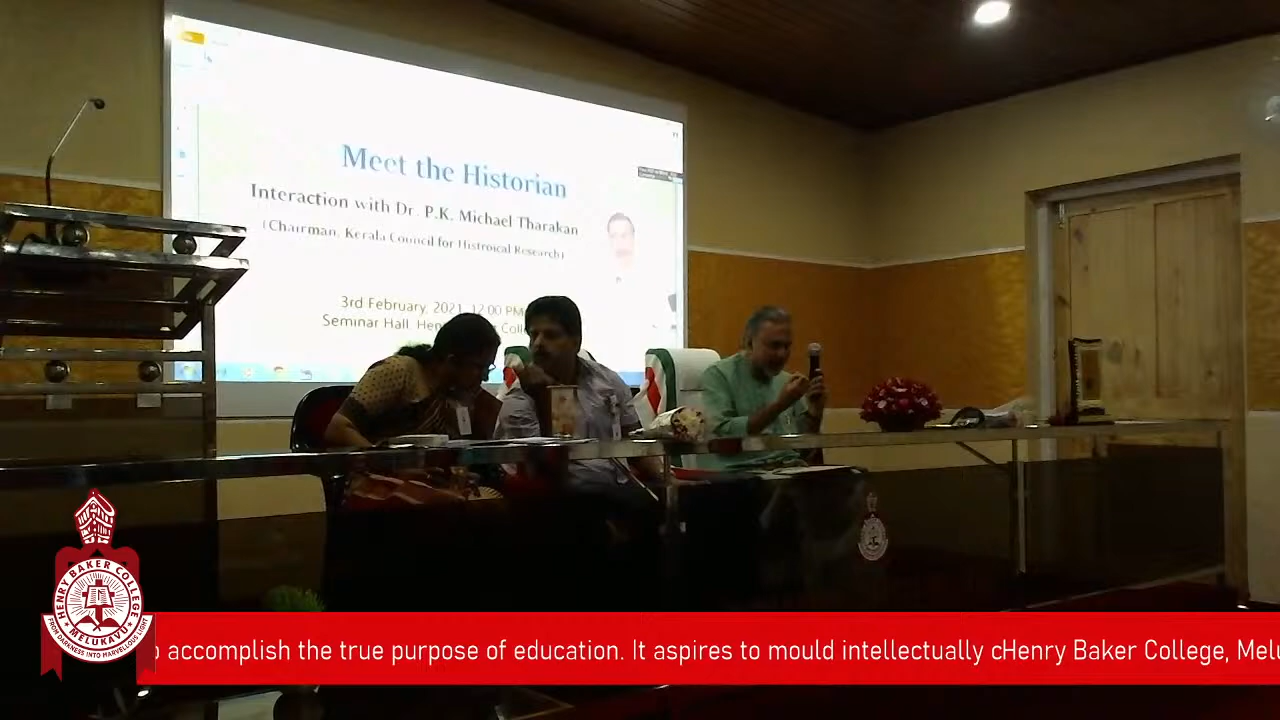 Meet the Historian
Interaction with Dr. P.K. Michael Tharakan
(Chairman, Kerala Council for Histroical Research)
3rd February, 2021, 12:00 PM
Seminar Hall, Hen
HENRY BAKER COLLEGE
MELUKAVU
FROM DARKNESS INTO MARVELLOUS LIGHT
o accomplish the true purpose of education. It aspires to mould intellectually cHenry Baker College, Melu